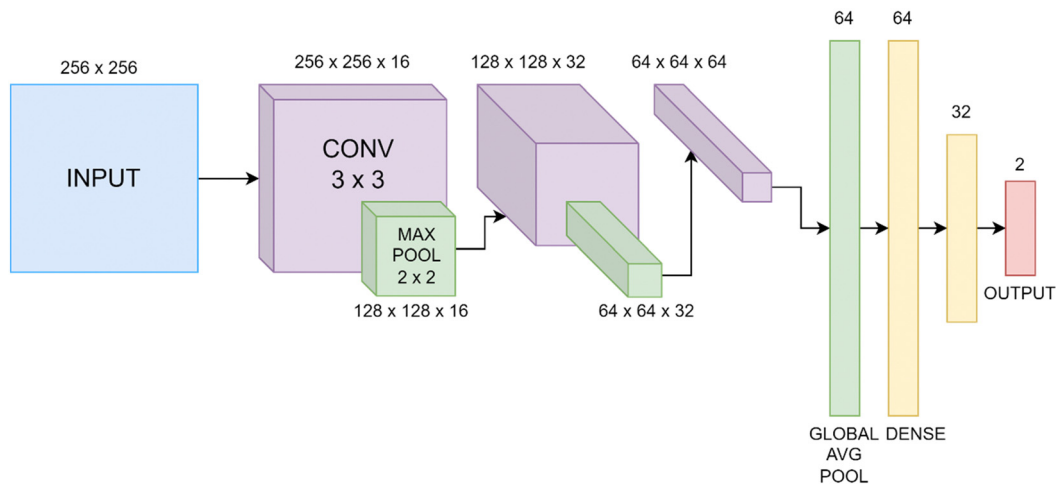 256 x 256
INPUT
256 x 256 x 16
CONV
3 x 3
MAX
POOL
2 x 2
128 x 128 x 16
128 x 128 x 32
64 x 64 x 32
64 x 64 x 64
64
GLOBAL
AVG
POOL
64
DENSE
32
2
OUTPUT